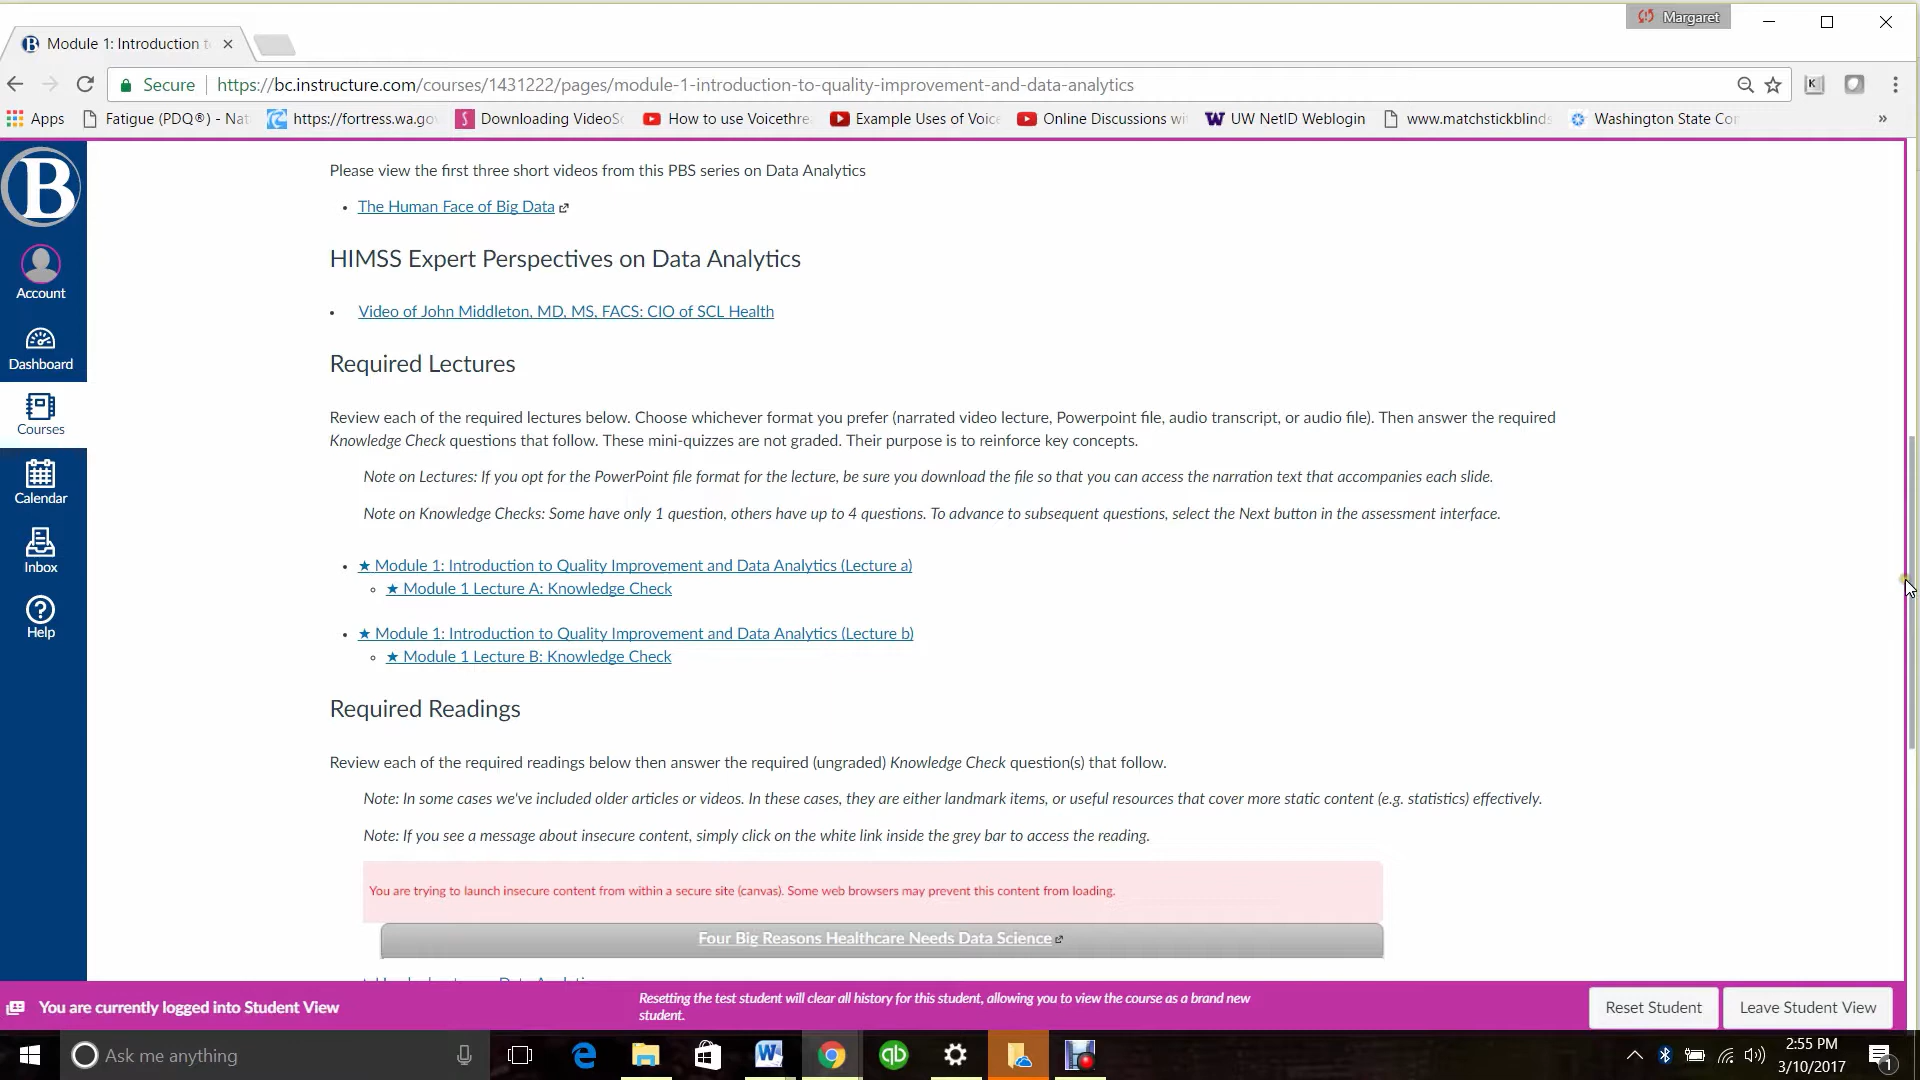 Margaret
Module 1: Introduction t
Secure
https://bc.instructure.com/courses/1431222/pages/module-1-introduction-to-quality-improvement-and-data-analytics
K
Apps
Fatigue (PDQ®) - Nat
https://fortress.wa.gov
Downloading VideoSc
How to use Voicethre
Example Uses of Voic
Online Discussions wi
W UW NetID Weblogin
www.matchstickblinds
Washington State Co
»
B
Account
Dashboard
Courses
Calendar
Inbox
Help
Please view the first three short videos from this PBS series on Data Analytics
• The Human Face of Big Data
HIMSS Expert Perspectives on Data Analytics
• Video of John Middleton, MD, MS, FACS: CIO of SCL Health
Required Lectures
Review each of the required lectures below. Choose whichever format you prefer (narrated video lecture, Powerpoint file, audio transcript, or audio file). Then answer the required
Knowledge Check questions that follow. These mini-quizzes are not graded. Their purpose is to reinforce key concepts.
Note on Lectures: If you opt for the PowerPoint file format for the lecture, be sure you download the file so that you can access the narration text that accompanies each slide.
Note on Knowledge Checks: Some have only 1 question, others have up to 4 questions. To advance to subsequent questions, select the Next button in the assessment interface.
• ★ Module 1: Introduction to Quality Improvement and Data Analytics (Lecture a)
◦ ★ Module 1 Lecture A: Knowledge Check
• ★ Module 1: Introduction to Quality Improvement and Data Analytics (Lecture b)
◦ ★ Module 1 Lecture B: Knowledge Check
Required Readings
Review each of the required readings below then answer the required (ungraded) Knowledge Check question(s) that follow.
Note: In some cases we've included older articles or videos. In these cases, they are either landmark items, or useful resources that cover more static content (e.g. statistics) effectively.
Note: If you see a message about insecure content, simply click on the white link inside the grey bar to access the reading.
You are trying to launch insecure content from within a secure site (canvas). Some web browsers may prevent this content from loading.
Four Big Reasons Healthcare Needs Data Science
You are currently logged into Student View
Resetting the test student will clear all history for this student, allowing you to view the course as a brand new
student.
Reset Student
Leave Student View
Ask me anything
2:55 PM
3/10/2017
1